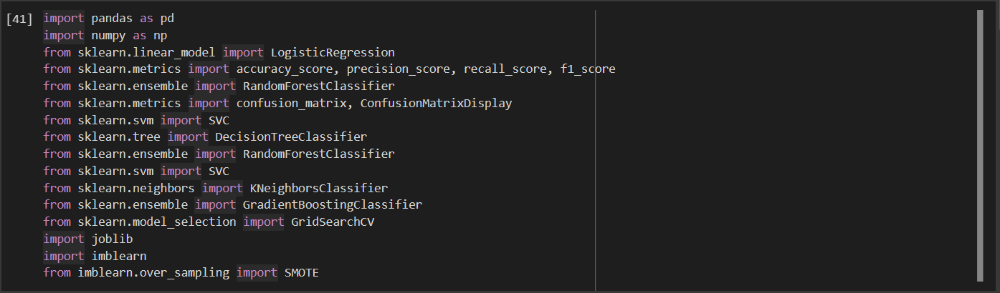 [41] import pandas as pd
import numpy as np
from sklearn.linear_model import LogisticRegression
from sklearn.metrics import accuracy_score, precision_score, recall_score, f1_score
from sklearn.ensemble import RandomForestClassifier
from sklearn.metrics import confusion_matrix, ConfusionMatrixDisplay
from sklearn.svm import SVC
from sklearn.tree import DecisionTreeClassifier
from sklearn.ensemble import RandomForestClassifier
from sklearn.svm import SVC
from sklearn.neighbors import KNeighborsClassifier
from sklearn.ensemble import GradientBoostingClassifier
from sklearn.model_selection import GridSearchCV
import joblib
import imblearn
from imblearn.over_sampling import SMOTE